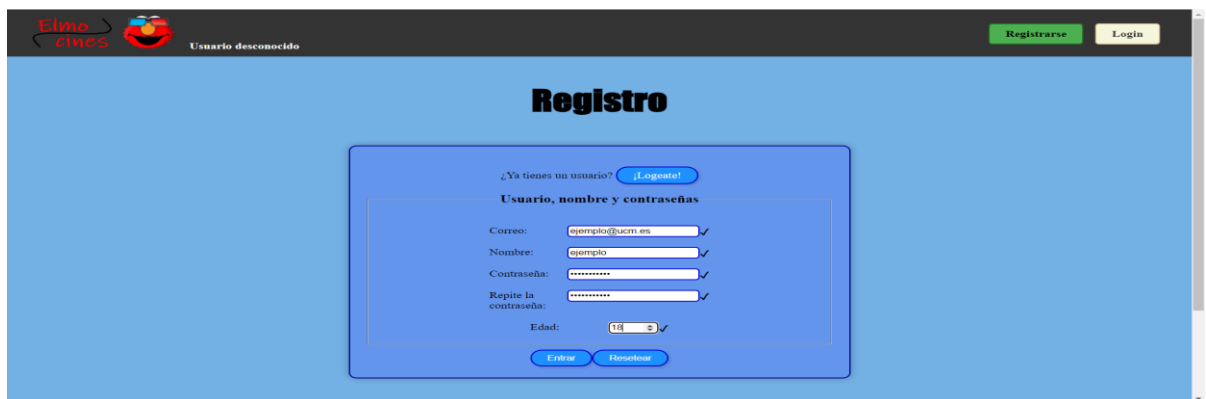 Elmo
cines
Usuario desconocido
Registrarse
Login
Registro
¿Ya tienes un usuario? ¡Logeate!
Usuario, nombre y contraseñas
Correo: ejemplo@ucm.es
Nombre: ejemplo
Contraseña: •••••••••••
Repite la
contraseña: •••••••••••
Edad: 18
Entrar Resetear